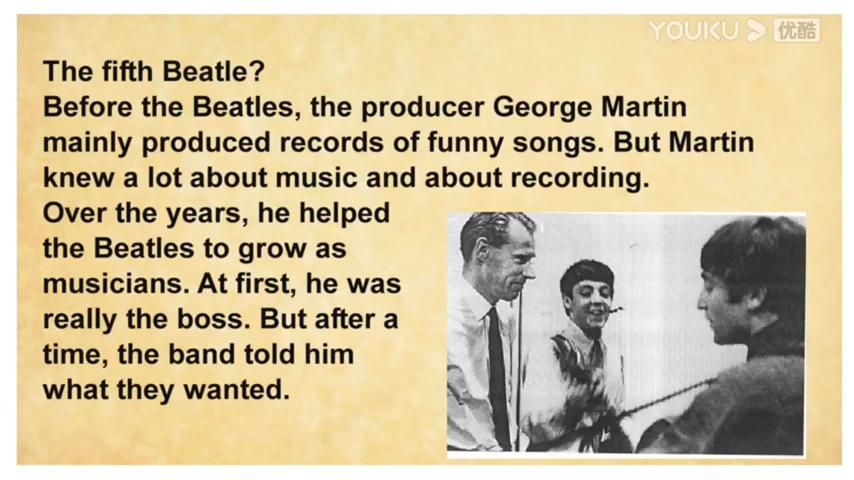 YOUKU 优酷
The fifth Beatle?
Before the Beatles, the producer George Martin
mainly produced records of funny songs. But Martin
knew a lot about music and about recording.
Over the years, he helped
the Beatles to grow as
musicians. At first, he was
really the boss. But after a
time, the band told him
what they wanted.